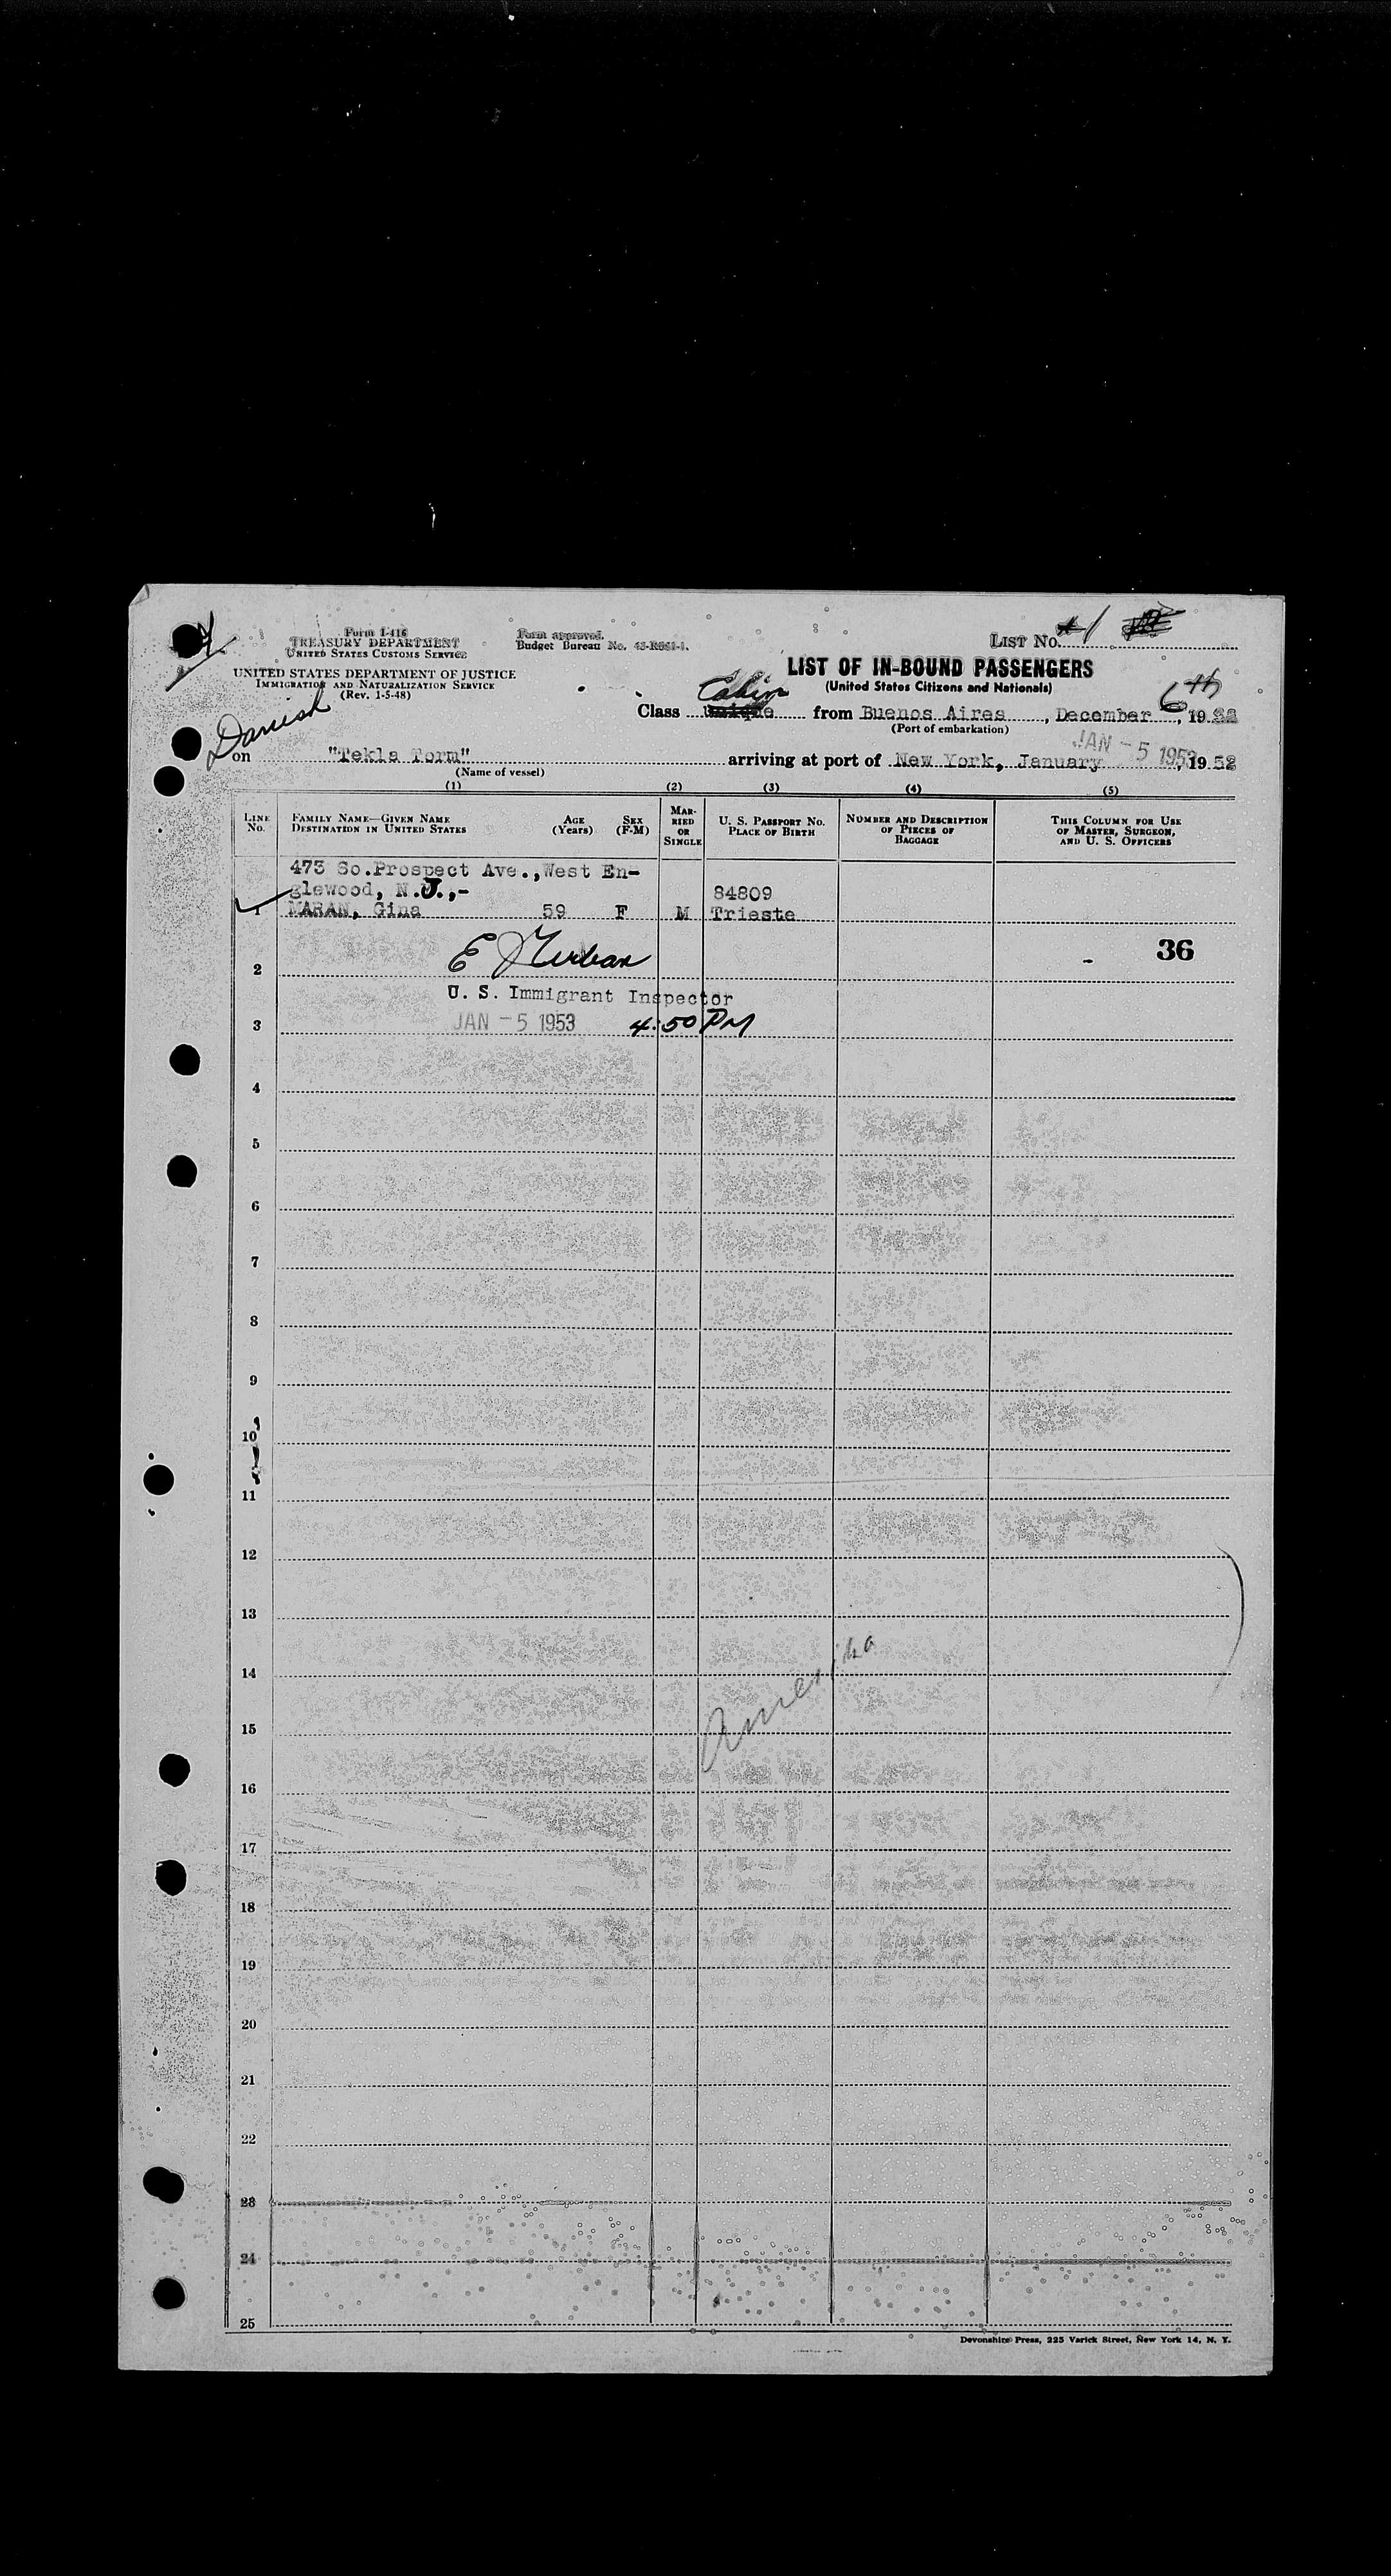 Form I-416
TREASURY DEPARTMENT
UNITED STATES CUSTOMS SERVICE
UNITED STATES DEPARTMENT OF JUSTICE
IMMIGRATION AND NATURALIZATION SERVICE
(Rev. 1-5-48)
Form approved.
Budget Bureau No.
LIST No. 1
LIST OF IN-BOUND PASSENGERS
(United States Citizens and Nationals)
Cabin
Class Unique from Buenos Aires, December 6th, 19
(Port of embarkation)
Danish
JAN - 5 1953
on "Tekla Torm" arriving at port of New York, January, 19 52
(Name of vessel)
(1) (2) (3) (4) (5)
LINE No. FAMILY NAME—GIVEN NAME DESTINATION IN UNITED STATES AGE (Years) SEX (F-M) MARRIED OR SINGLE U. S. PASSPORT No. PLACE OF BIRTH NUMBER AND DESCRIPTION OF PIECES OF BAGGAGE THIS COLUMN FOR USE OF MASTER, SURGEON, AND U. S. OFFICERS
473 So.Prospect Ave.,West En-
glewood, N.J.,- 84809
1 MARAN, Gina 59 F M Trieste
36
2 E
U. S. Immigrant Inspector
3 JAN - 5 1953 4:50 PM
4
5
6
7
8
9
10
11
12
13
14
Amerika
15
16
17
18
19
20
21
22
23
24
25
Devonshire Press, 225 Varick Street, New York 14, N. Y.